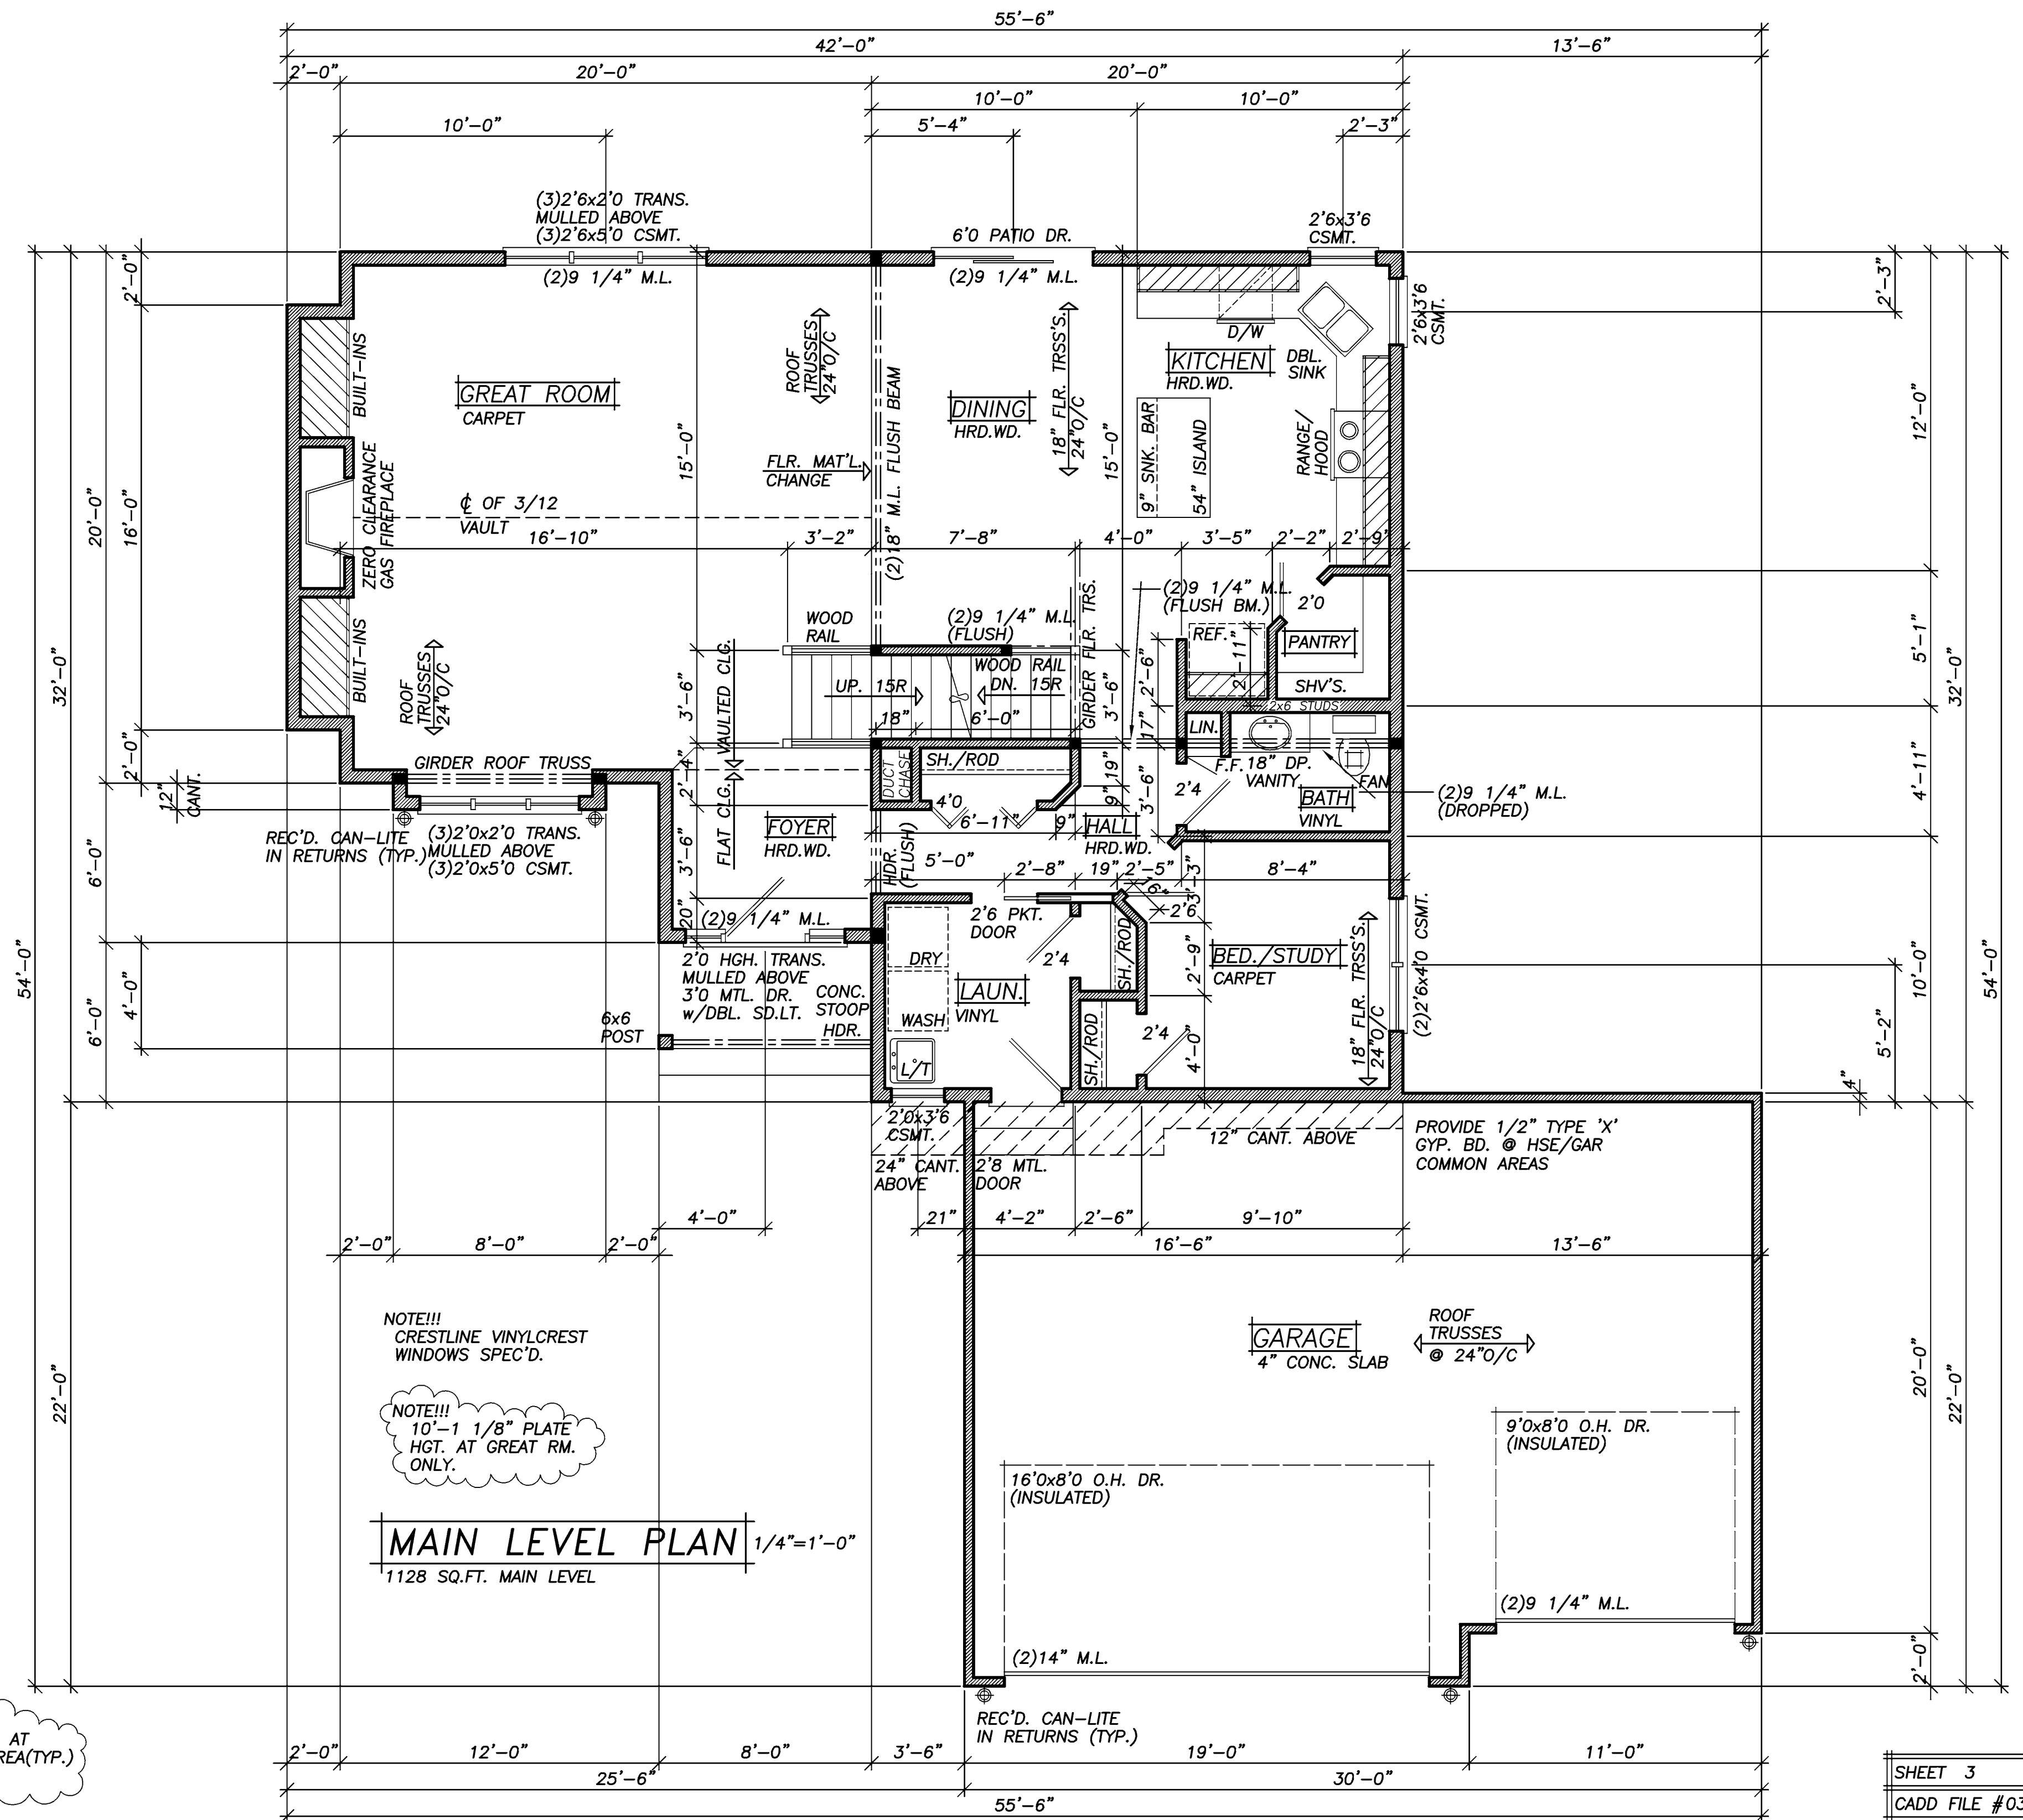 55'-6"
42'-0"
13'-6"
2'-0"
20'-0"
20'-0"
10'-0"
10'-0"
10'-0"
5'-4"
2'-3"
(3)2'6x2'0 TRANS.
MULLED ABOVE
(3)2'6x5'0 CSMT.
(2)9 1/4" M.L.
6'0 PATIO DR.
(2)9 1/4" M.L.
2'6x3'6
CSMT.
2'6x3'6
CSMT.
2'-3"
2'-0"
BUILT-INS
GREAT ROOM
CARPET
ROOF
TRUSSES
24"O/C
(2)18" M.L. FLUSH BEAM
DINING
HRD.WD.
18" FLR. TRSS'S.
24"O/C
D/W
KITCHEN
HRD.WD.
DBL.
SINK
RANGE/
HOOD
9" SNK. BAR
54" ISLAND
15'-0"
15'-0"
12'-0"
FLR. MAT'L.
CHANGE
ZERO CLEARANCE
GAS FIREPLACE
℄ OF 3/12
VAULT
20'-0"
16'-0"
32'-0"
16'-10"
3'-2"
7'-8"
4'-0"
3'-5"
2'-2"
2'-9"
(2)9 1/4" M.L.
(FLUSH BM.)
2'0
WOOD
RAIL
(2)9 1/4" M.L.
(FLUSH)
GIRDER FLR. TRS.
REF.
2'-11"
PANTRY
SHV'S.
5'-1"
32'-0"
BUILT-INS
ROOF
TRUSSES
24"O/C
VAULTED CLG.
FLAT CLG.
3'-6"
UP. 15R
WOOD RAIL
DN. 15R
18"
6'-0"
3'-6"
2'-6"
17"
2x6 STUDS
LIN.
F.F.
18" DP.
VANITY
FAN
BATH
VINYL
2'4
(2)9 1/4" M.L.
(DROPPED)
4'-11"
2'-0"
12"
CANT.
GIRDER ROOF TRUSS
2'-4"
DUCT
CHASE
SH./ROD
4'0
19"
9"
3'-6"
6'-11"
9"
HALL
HRD.WD.
FOYER
HRD.WD.
REC'D. CAN-LITE
IN RETURNS (TYP.)
(3)2'0x2'0 TRANS.
MULLED ABOVE
(3)2'0x5'0 CSMT.
3'-6"
HDR.
(FLUSH)
5'-0"
2'-8"
19"
2'-5"
8'-4"
3'-3"
1'6"
2'6
6'-0"
20"
(2)9 1/4" M.L.
2'6 PKT.
DOOR
2'4
SH./ROD
2'-9"
BED./STUDY
CARPET
18" FLR. TRSS'S.
24"O/C
(2)2'6x4'0 CSMT.
10'-0"
54'-0"
54'-0"
2'0 HGH. TRANS.
MULLED ABOVE
3'0 MTL. DR.
w/DBL. SD.LT.
CONC.
STOOP
HDR.
6x6
POST
DRY
WASH
L/T
LAUN.
VINYL
SH./ROD
2'4
4'-0"
5'-2"
4"
6'-0"
4'-0"
2'0x3'6
CSMT.
24" CANT.
ABOVE
2'8 MTL.
DOOR
12" CANT. ABOVE
PROVIDE 1/2" TYPE 'X'
GYP. BD. @ HSE/GAR
COMMON AREAS
4'-0"
21"
4'-2"
2'-6"
9'-10"
2'-0"
8'-0"
2'-0"
16'-6"
13'-6"
NOTE!!!
CRESTLINE VINYLCREST
WINDOWS SPEC'D.
GARAGE
4" CONC. SLAB
ROOF
TRUSSES
@ 24"O/C
22'-0"
20'-0"
22'-0"
NOTE!!!
10'-1 1/8" PLATE
HGT. AT GREAT RM.
ONLY.
16'0x8'0 O.H. DR.
(INSULATED)
9'0x8'0 O.H. DR.
(INSULATED)
MAIN LEVEL PLAN
1/4"=1'-0"
1128 SQ.FT. MAIN LEVEL
(2)9 1/4" M.L.
(2)14" M.L.
2'-0"
REC'D. CAN-LITE
IN RETURNS (TYP.)
AT
REA(TYP.)
2'-0"
12'-0"
8'-0"
3'-6"
19'-0"
11'-0"
25'-6"
30'-0"
55'-6"
SHEET 3
CADD FILE #03